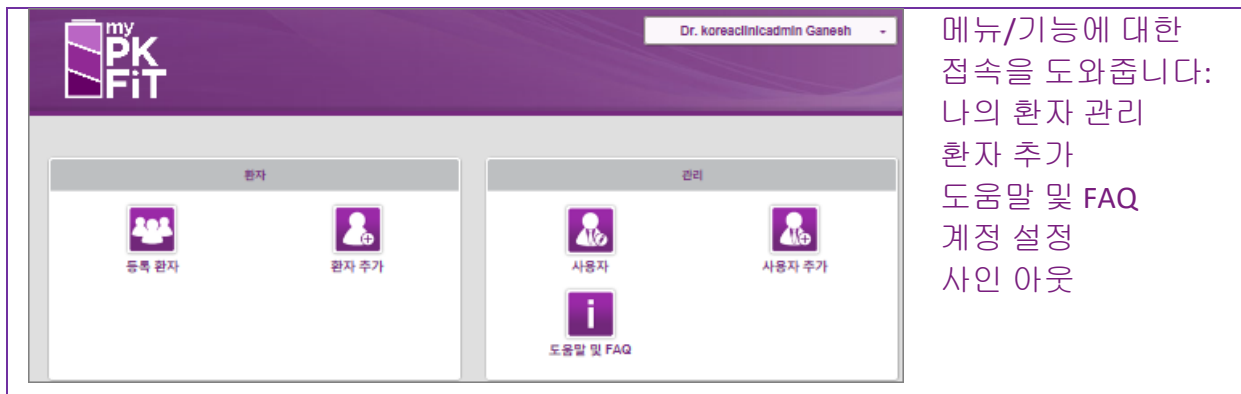 my
PK
FiT
Dr. koreaclinicadmin Ganesh
환자
등록 환자
환자 추가
관리
사용자
사용자 추가
도움말 및 FAQ
메뉴/기능에 대한
접속을 도와줍니다:
나의 환자 관리
환자 추가
도움말 및 FAQ
계정 설정
사인 아웃